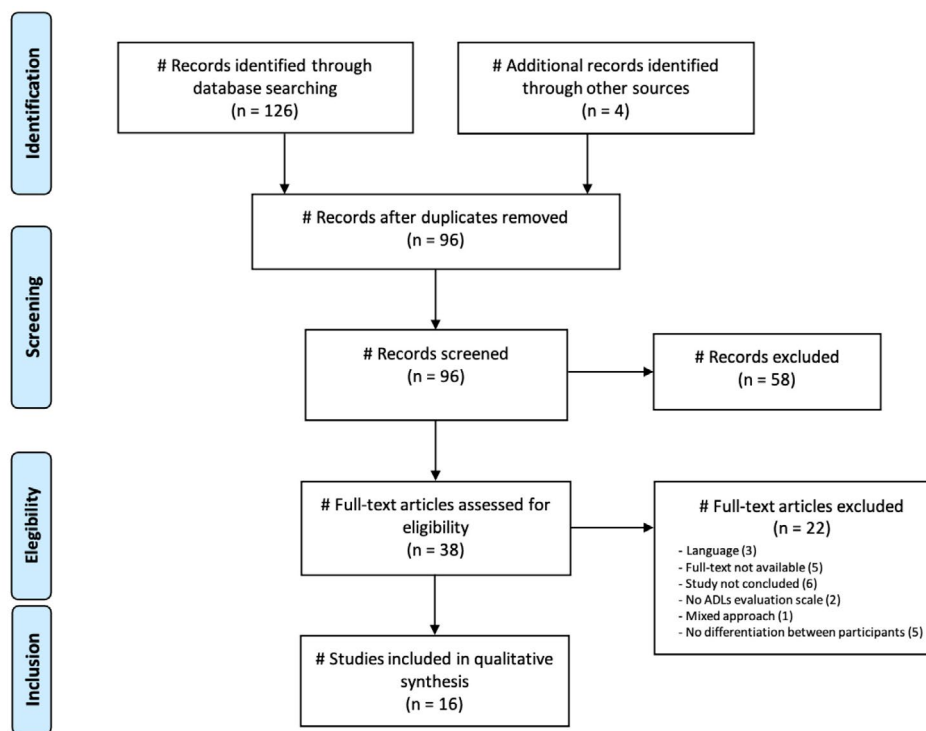 Identification
# Records identified through
database searching
(n = 126)
# Additional records identified
through other sources
(n = 4)
Screening
# Records after duplicates removed
(n = 96)
# Records screened
(n = 96)
# Records excluded
(n = 58)
Elegibility
# Full-text articles assessed for
eligibility
(n = 38)
# Full-text articles excluded
(n = 22)
- Language (3)
- Full-text not available (5)
- Study not concluded (6)
- No ADLs evaluation scale (2)
- Mixed approach (1)
- No differentiation between participants (5)
Inclusion
# Studies included in qualitative
synthesis
(n = 16)